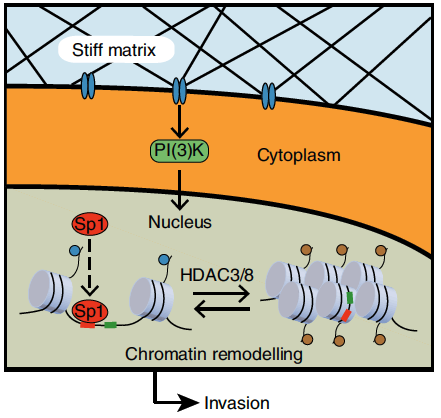 Stiff matrix
PI(3)K
Cytoplasm
Nucleus
Sp1
HDAC3/8
Sp1
Chromatin remodelling
Invasion